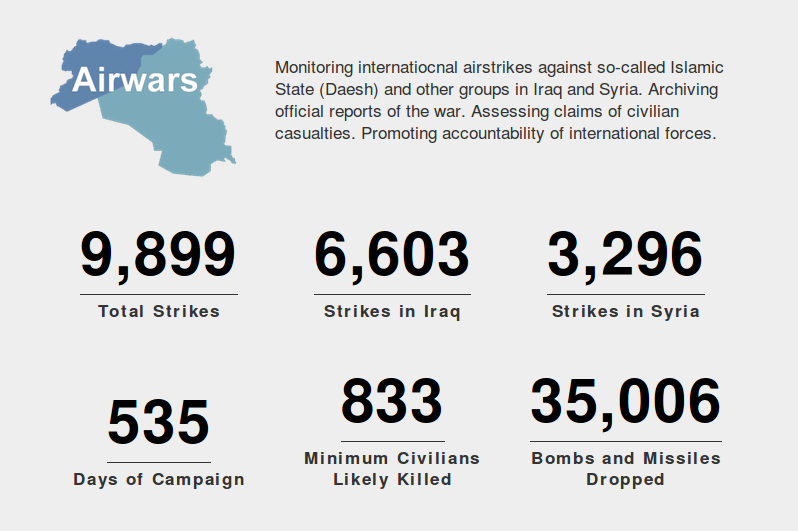 Airwars
Monitoring internatiocnal airstrikes against so-called Islamic
State (Daesh) and other groups in Iraq and Syria. Archiving
official reports of the war. Assessing claims of civilian
casualties. Promoting accountability of international forces.
9,899
Total Strikes
6,603
Strikes in Iraq
3,296
Strikes in Syria
535
Days of Campaign
833
Minimum Civilians
Likely Killed
35,006
Bombs and Missiles
Dropped